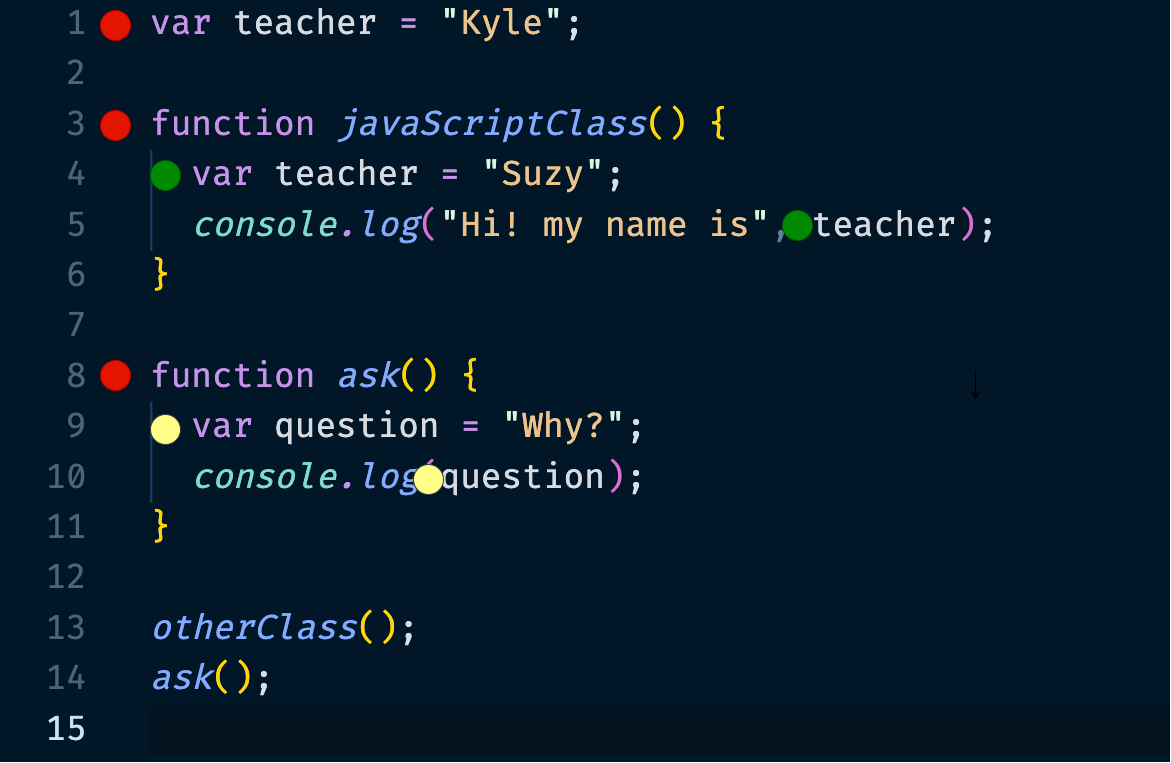 1 var teacher = "Kyle";
2
3 function javaScriptClass() {
4 var teacher = "Suzy";
5 console.log("Hi! my name is", teacher);
6 }
7
8 function ask() {
9 var question = "Why?";
10 console.log(question);
11 }
12
13 otherClass();
14 ask();
15